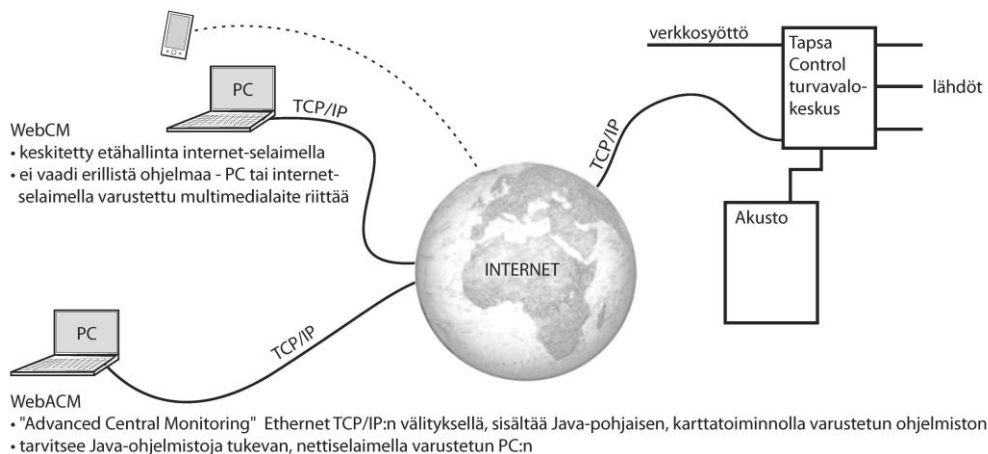 verkkosyöttö
Tapsa
Control
turvavalo-
keskus
lähdöt
PC
TCP/IP
TCP/IP
WebCM
• keskitetty etähallinta internet-selaimella
• ei vaadi erillistä ohjelmaa - PC tai internet-
selaimella varustettu multimedialaite riittää
Akusto
INTERNET
PC
TCP/IP
WebACM
• "Advanced Central Monitoring" Ethernet TCP/IP:n välityksellä, sisältää Java-pohjaisen, karttatoiminnolla varustetun ohjelmiston
• tarvitsee Java-ohjelmistoja tukevan, nettiselaimella varustetun PC:n